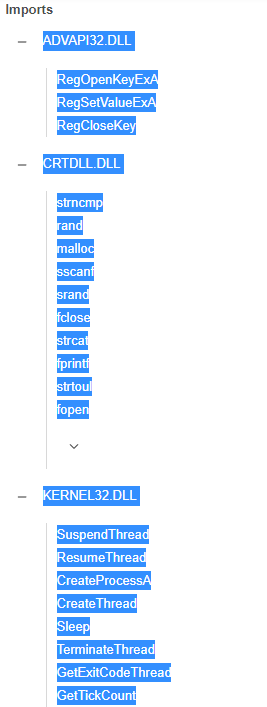 Imports
ADVAPI32.DLL
RegOpenKeyExA
RegSetValueExA
RegCloseKey
CRTDLL.DLL
strncmp
rand
malloc
sscanf
srand
fclose
strcat
fprintf
strtoul
fopen
KERNEL32.DLL
SuspendThread
ResumeThread
CreateProcessA
CreateThread
Sleep
TerminateThread
GetExitCodeThread
GetTickCount